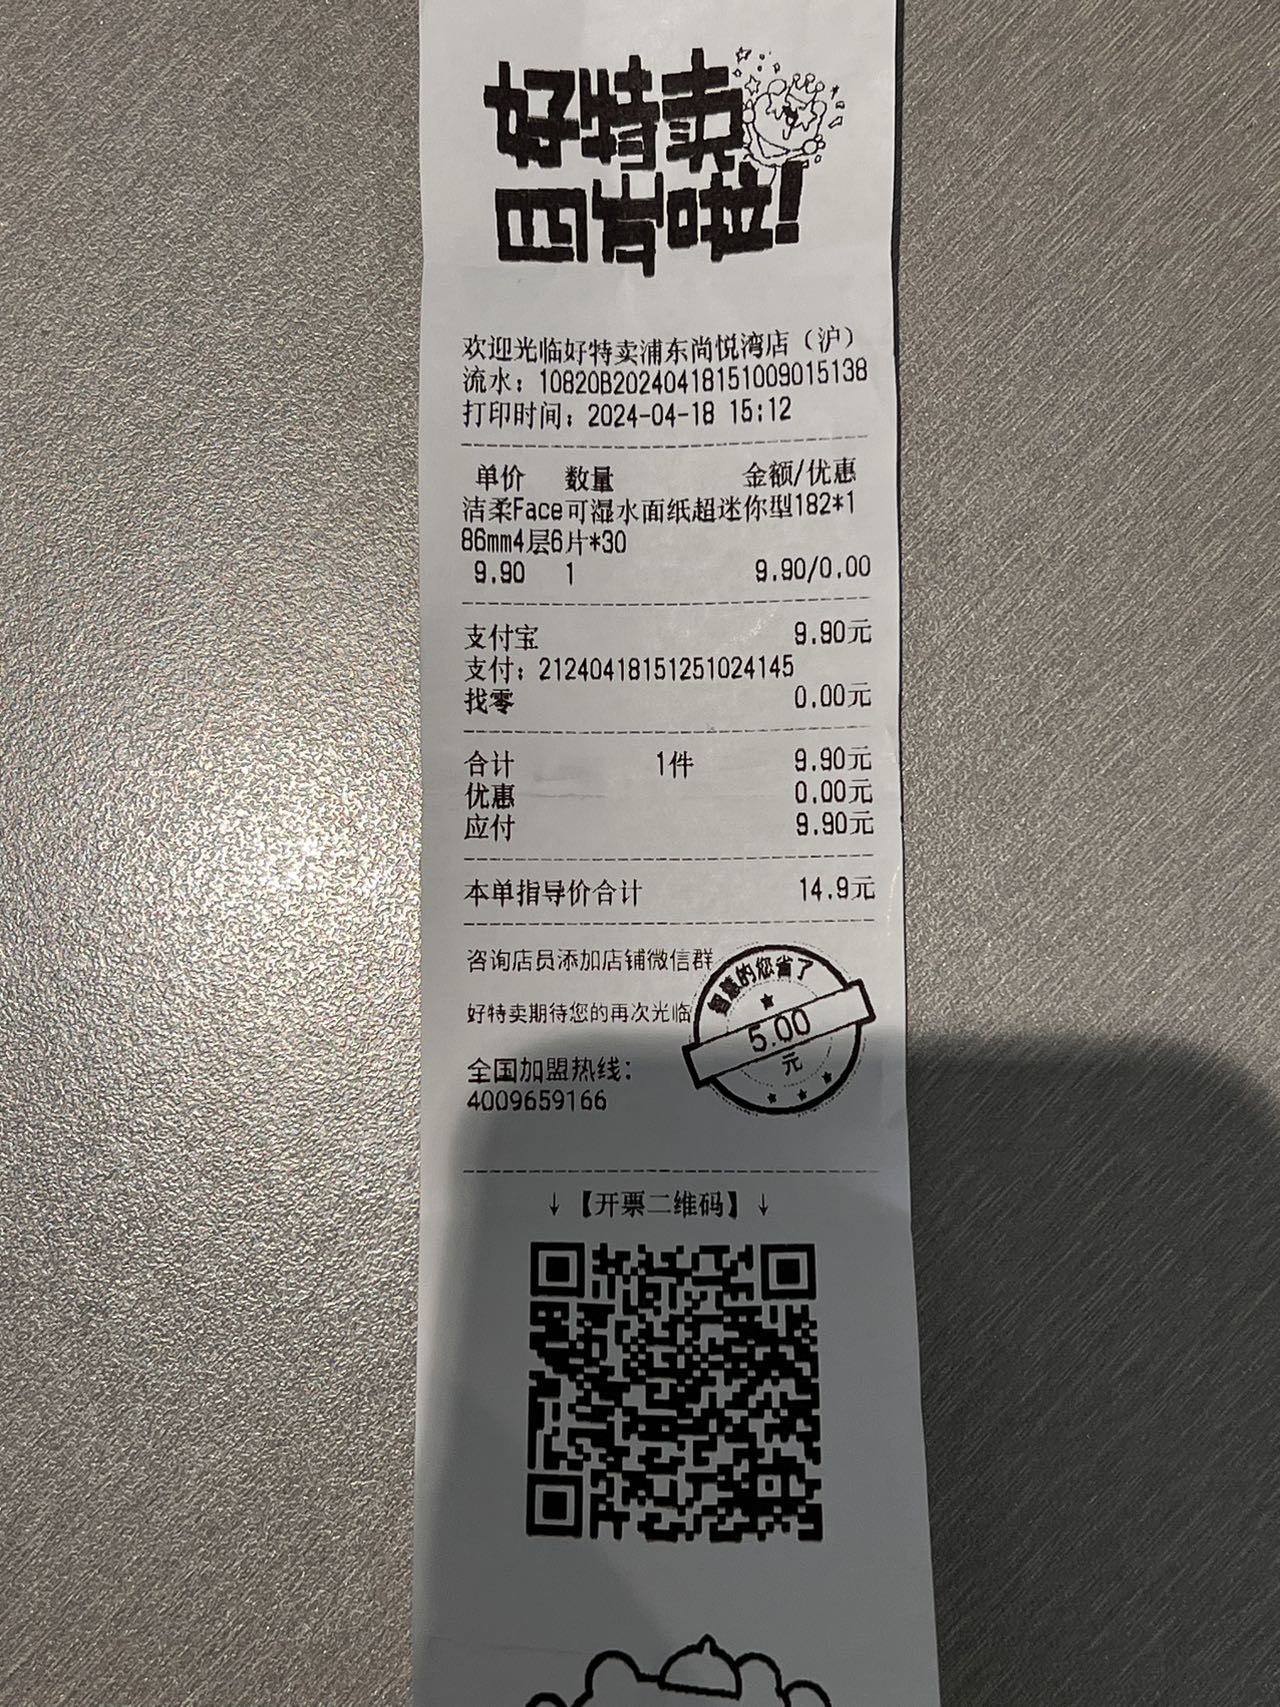 好特卖
欢迎光临好特卖浦东尚悦湾店（沪）
流水：10820B20240418151009015138
打印时间：2024-04-18 15:12
单价 数量 金额/优惠
洁柔Face可湿水面纸超迷你型182*1
86mm4层6片*30
9.90 1 9.90/0.00
支付宝 9.90元
支付：21240418151251024145
找零 0.00元
合计 1件 9.90元
优惠 0.00元
应付 9.90元
本单指导价合计 14.9元
咨询店员添加店铺微信群
好特卖期待您的再次光临
智慧的您省了
5.00
元
全国加盟热线：
4009659166
↓【开票二维码】↓